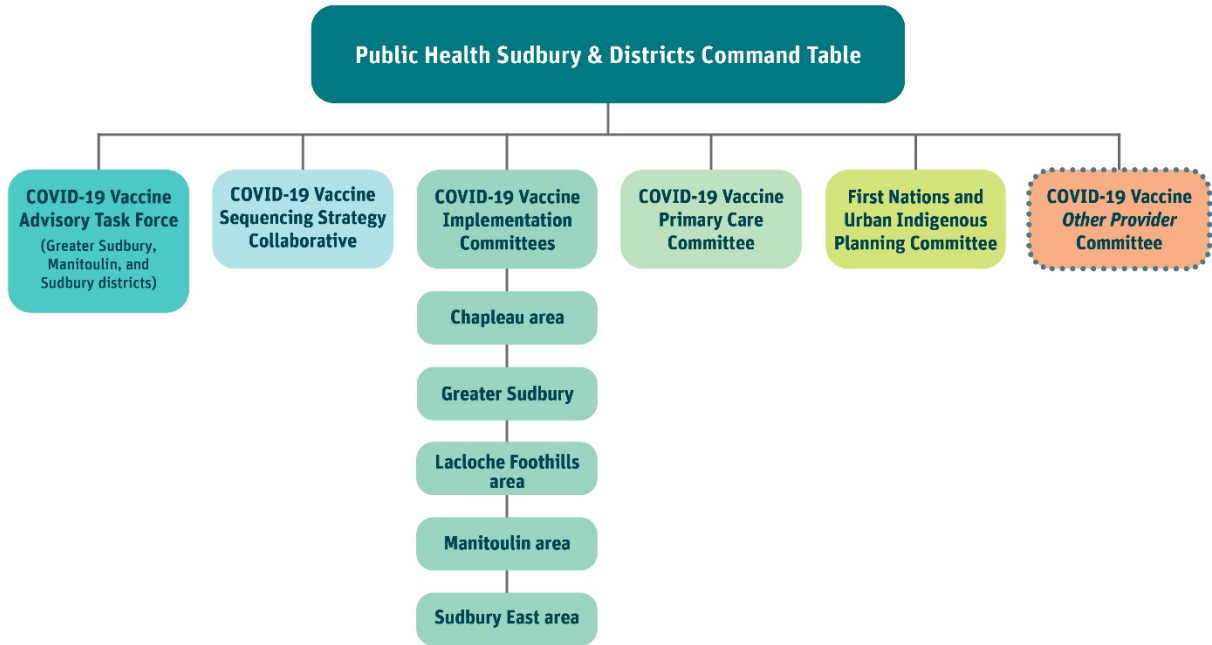 Public Health Sudbury & Districts Command Table
COVID-19 Vaccine
Advisory Task Force
(Greater Sudbury,
Manitoulin, and
Sudbury districts)
COVID-19 Vaccine
Sequencing Strategy
Collaborative
COVID-19 Vaccine
Implementation
Committees
Chapleau area
Greater Sudbury
Lacloche Foothills
area
Manitoulin area
Sudbury East area
COVID-19 Vaccine
Primary Care
Committee
First Nations and
Urban Indigenous
Planning Committee
COVID-19 Vaccine
Other Provider
Committee